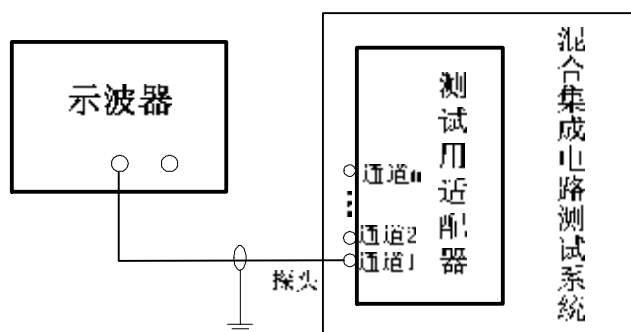 示波器
测试用适配器
混合集成电路测试系统
通道n
通道2
通道1
探头